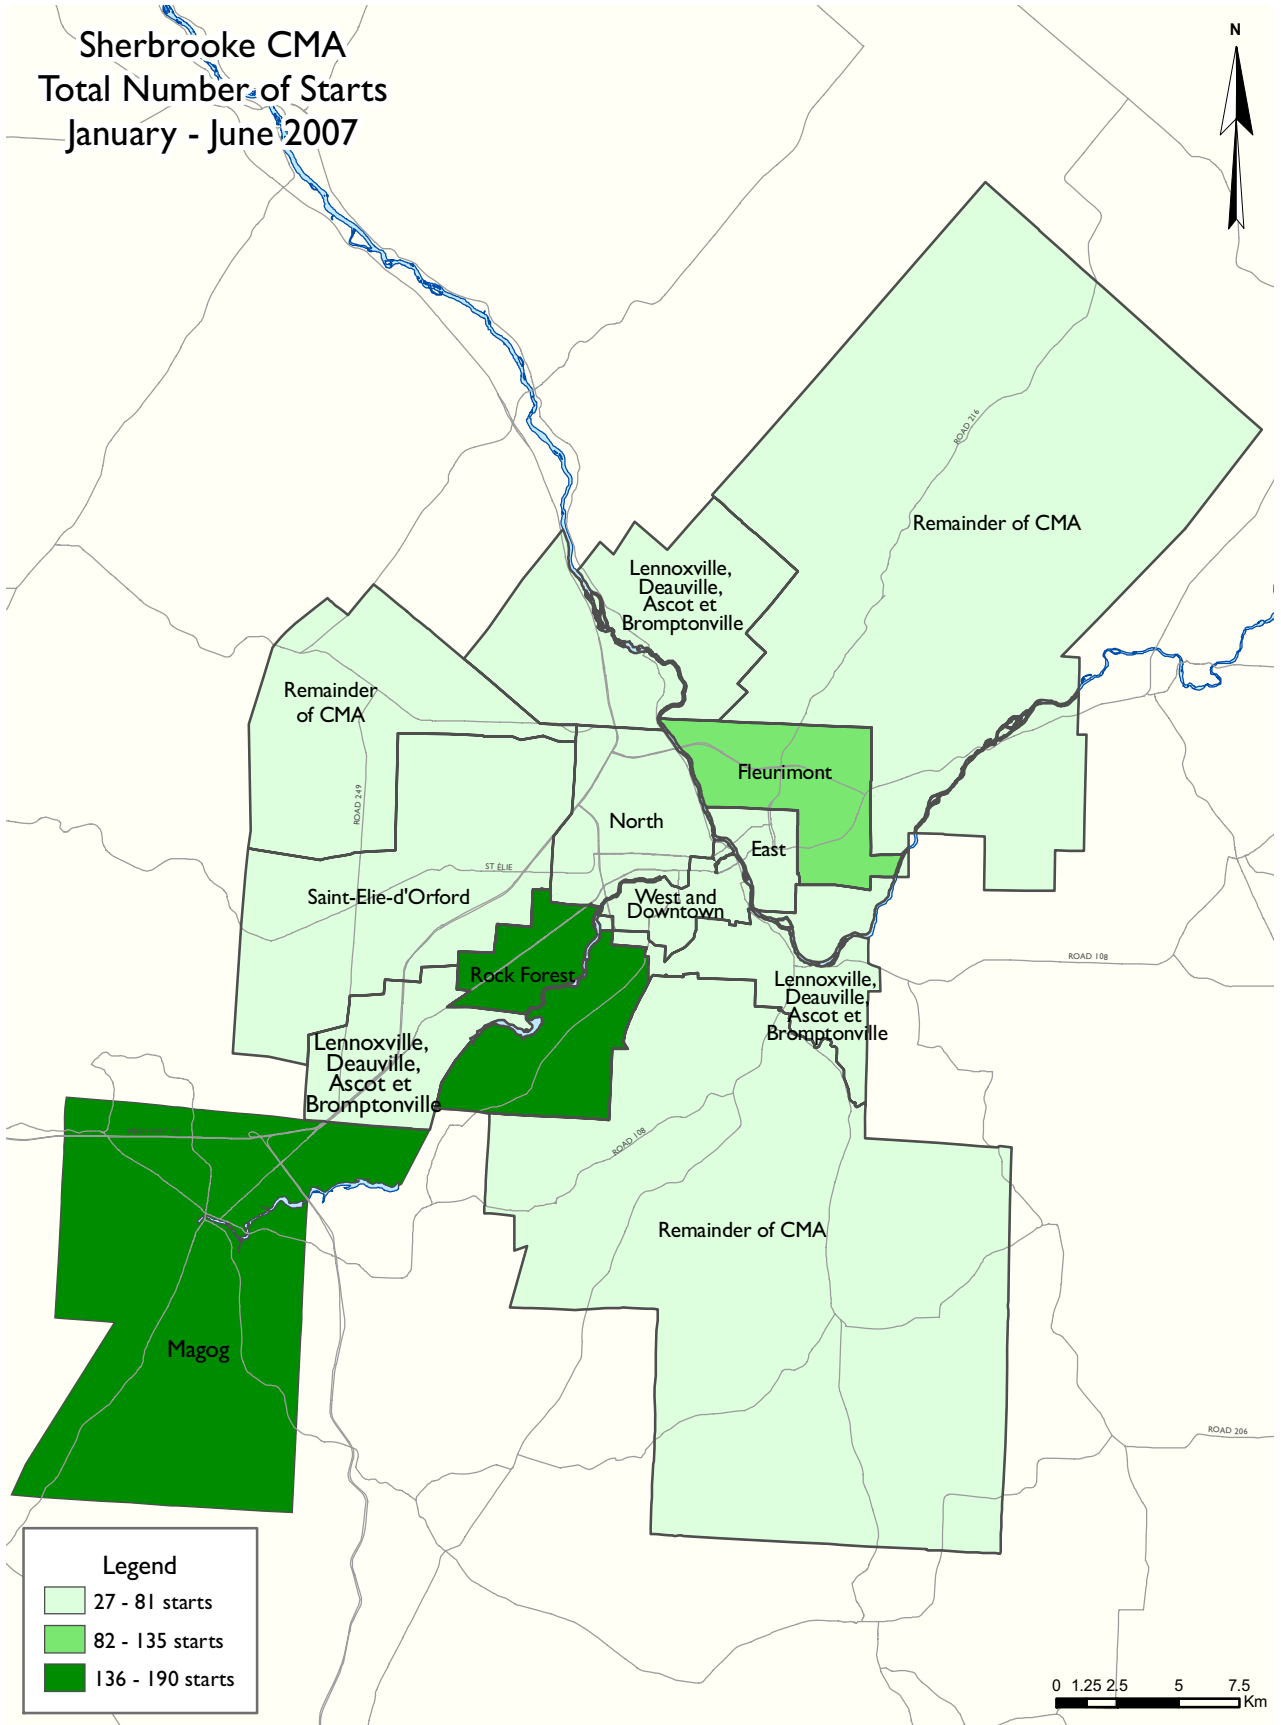 Sherbrooke CMA
Total Number of Starts
January - June 2007
N
ROAD 216
Remainder of CMA
Lennoxville,
Deauville,
Ascot et
Bromptonville
Remainder
of CMA
Fleurimont
ROAD 249
North
East
ST ÉLIE
Saint-Elie-d'Orford
West and
Downtown
ROAD 108
Rock Forest
Lennoxville,
Deauville,
Ascot et
Bromptonville
Lennoxville,
Deauville,
Ascot et
Bromptonville
ROAD 108
Remainder of CMA
Magog
ROAD 206
Legend
27 - 81 starts
82 - 135 starts
136 - 190 starts
0 1.25 2.5 5 7.5
Km